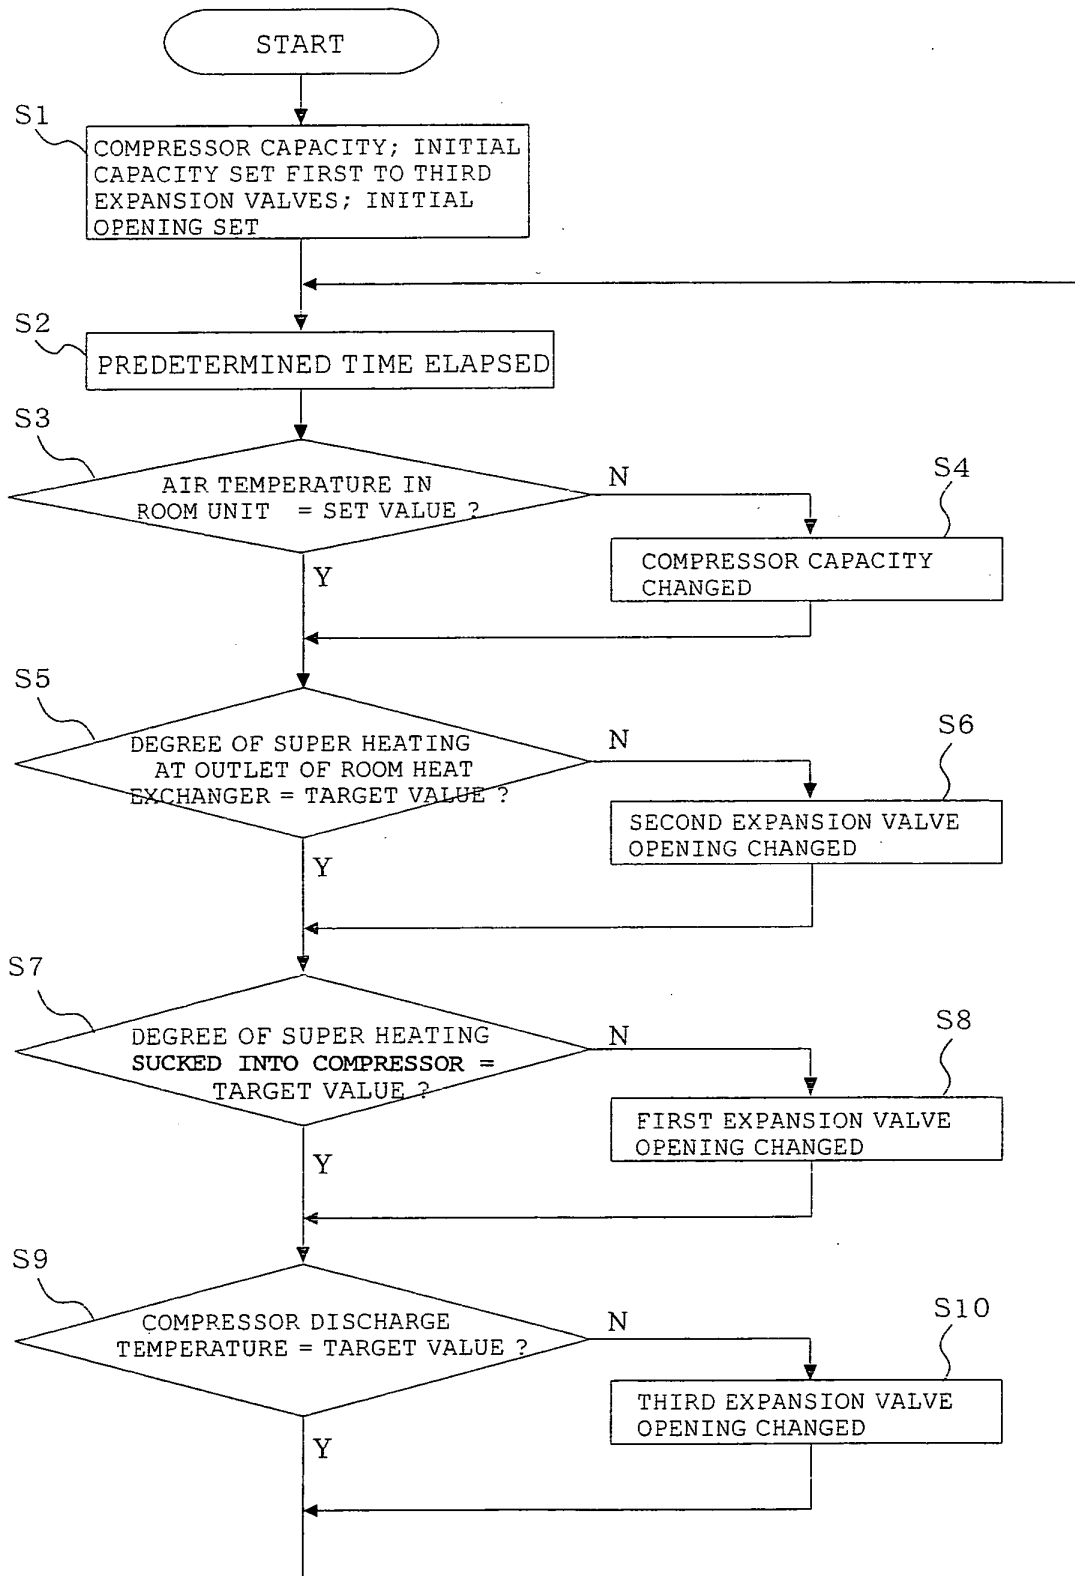 START
S1
COMPRESSOR CAPACITY; INITIAL
CAPACITY SET FIRST TO THIRD
EXPANSION VALVES; INITIAL
OPENING SET
S2
PREDETERMINED TIME ELAPSED
S3
AIR TEMPERATURE IN
ROOM UNIT = SET VALUE ?
N
S4
COMPRESSOR CAPACITY
CHANGED
Y
S5
DEGREE OF SUPER HEATING
AT OUTLET OF ROOM HEAT
EXCHANGER = TARGET VALUE ?
N
S6
SECOND EXPANSION VALVE
OPENING CHANGED
Y
S7
DEGREE OF SUPER HEATING
SUCKED INTO COMPRESSOR =
TARGET VALUE ?
N
S8
FIRST EXPANSION VALVE
OPENING CHANGED
Y
S9
COMPRESSOR DISCHARGE
TEMPERATURE = TARGET VALUE ?
N
S10
THIRD EXPANSION VALVE
OPENING CHANGED
Y